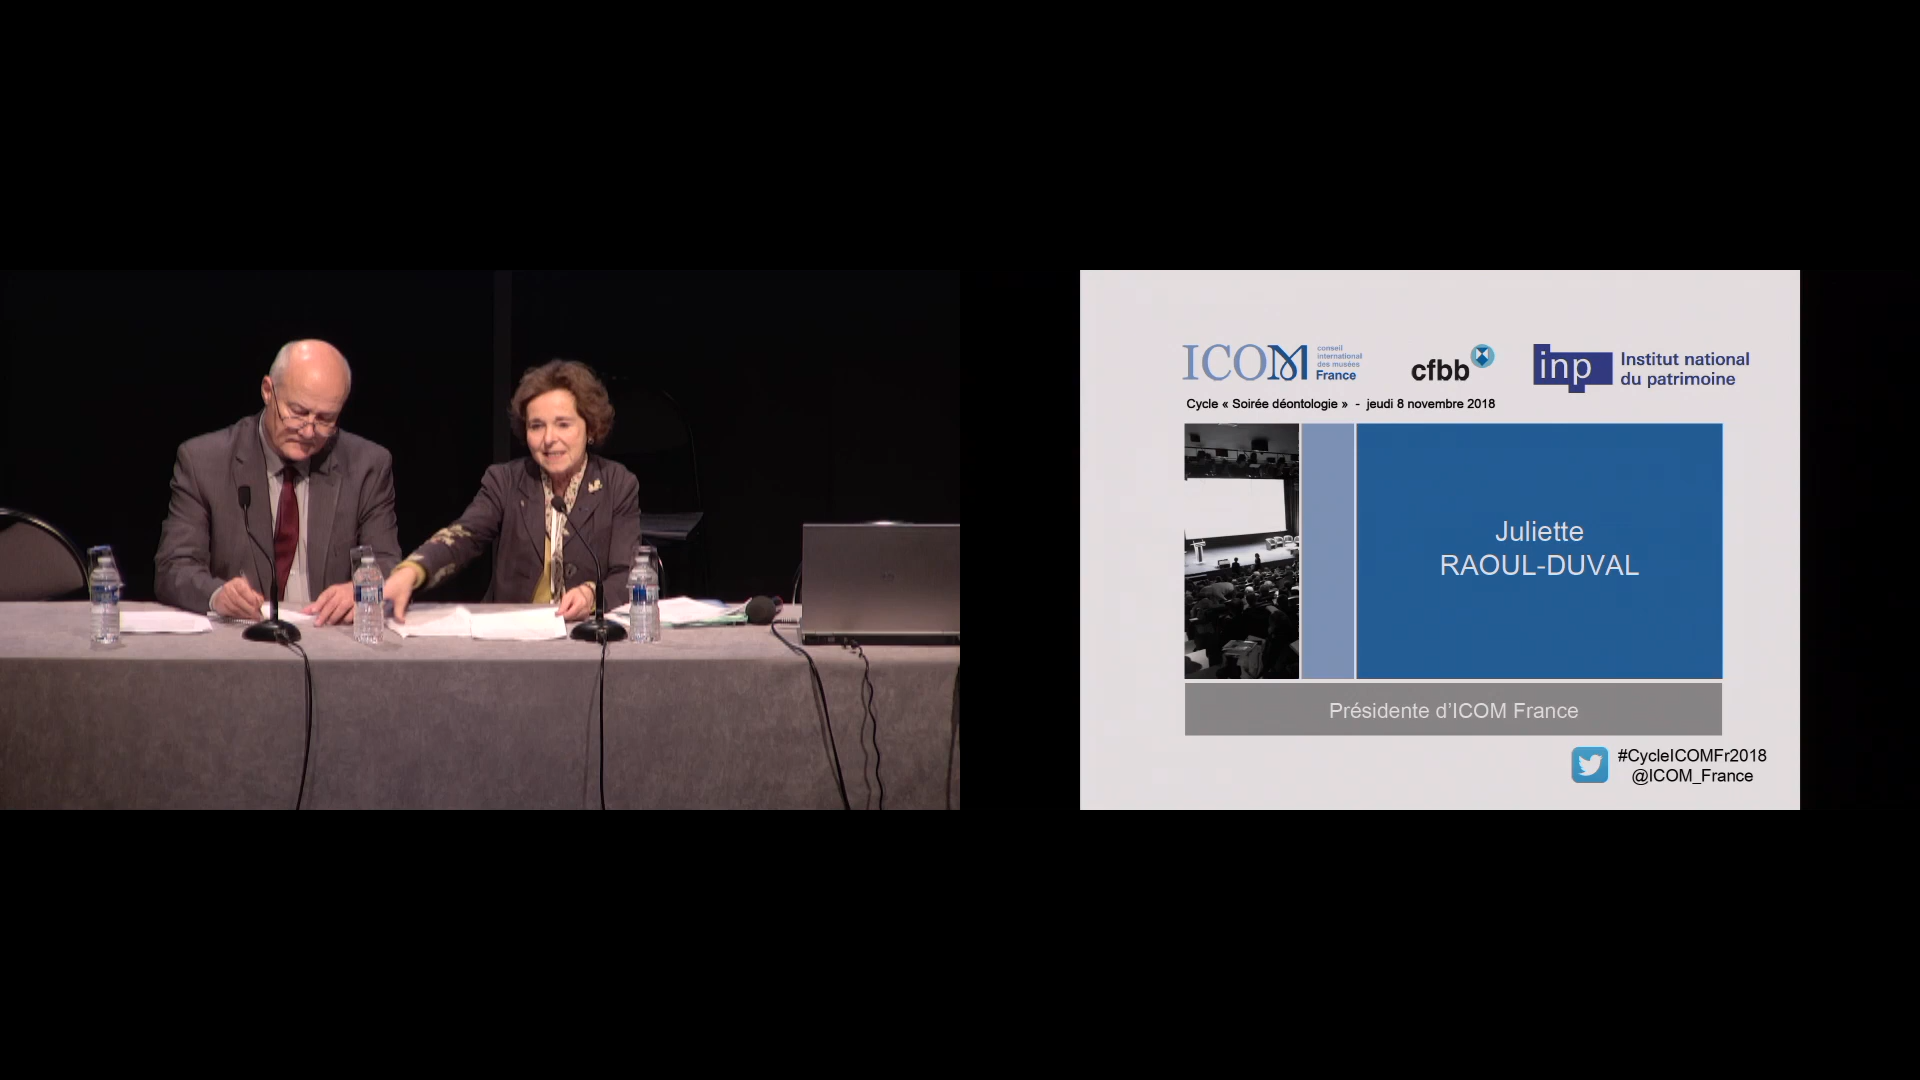 ICOM
conseil
international
des musées
France
cfbb
inp
Institut national
du patrimoine
Cycle « Soirée déontologie » - jeudi 8 novembre 2018
Juliette
RAOUL-DUVAL
Présidente d'ICOM France
#CycleICOMFr2018
@ICOM_France